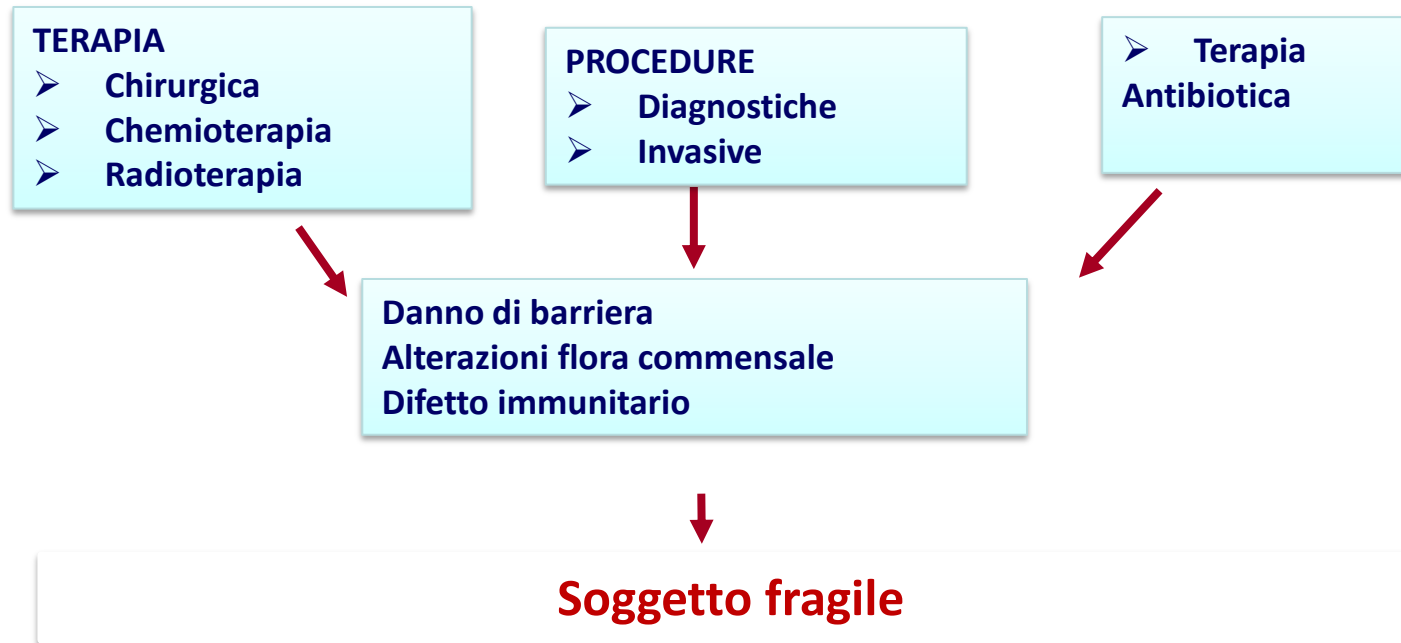 TERAPIA
➢ Chirurgica
➢ Chemioterapia
➢ Radioterapia
PROCEDURE
➢ Diagnostiche
➢ Invasive
➢ Terapia
Antibiotica
Danno di barriera
Alterazioni flora commensale
Difetto immunitario
Soggetto fragile